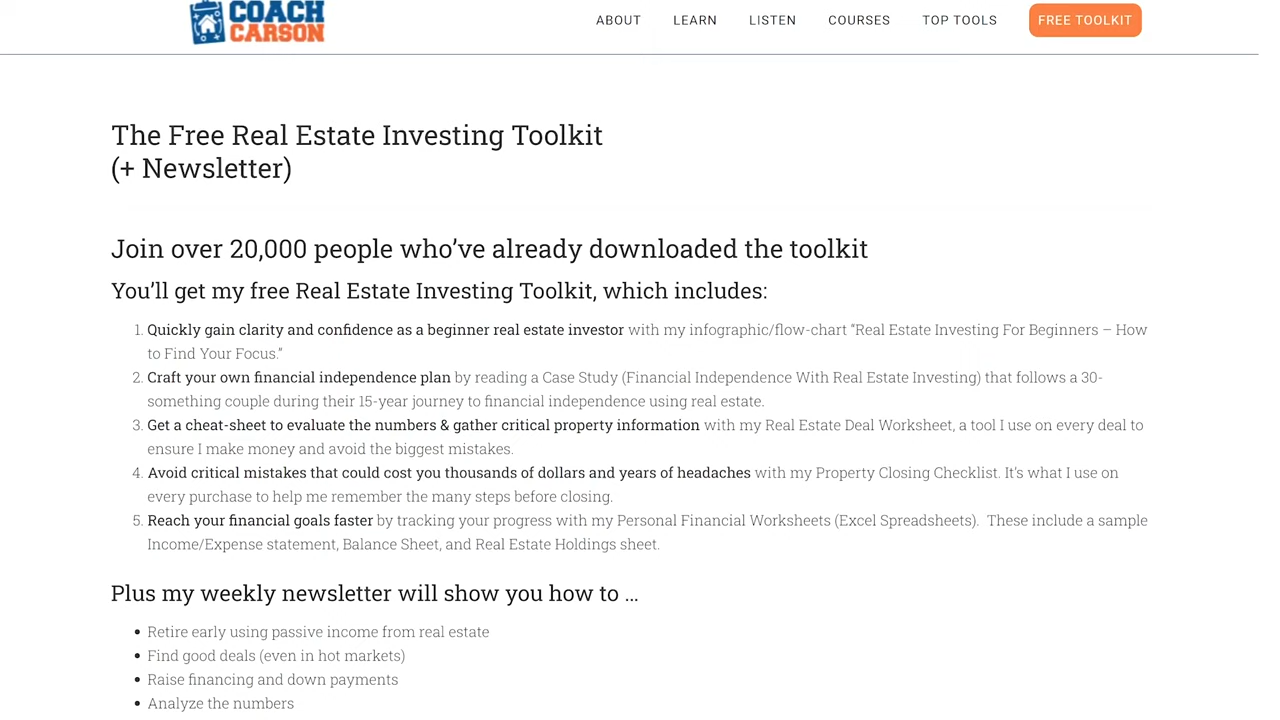 COACH
CARSON
ABOUT
LEARN
LISTEN
COURSES
TOP TOOLS
FREE TOOLKIT
The Free Real Estate Investing Toolkit
(+ Newsletter)
Join over 20,000 people who’ve already downloaded the toolkit
You’ll get my free Real Estate Investing Toolkit, which includes:
1. Quickly gain clarity and confidence as a beginner real estate investor with my infographic/flow-chart “Real Estate Investing For Beginners – How
to Find Your Focus.”
2. Craft your own financial independence plan by reading a Case Study (Financial Independence With Real Estate Investing) that follows a 30-
something couple during their 15-year journey to financial independence using real estate.
3. Get a cheat-sheet to evaluate the numbers & gather critical property information with my Real Estate Deal Worksheet, a tool I use on every deal to
ensure I make money and avoid the biggest mistakes.
4. Avoid critical mistakes that could cost you thousands of dollars and years of headaches with my Property Closing Checklist. It’s what I use on
every purchase to help me remember the many steps before closing.
5. Reach your financial goals faster by tracking your progress with my Personal Financial Worksheets (Excel Spreadsheets).  These include a sample
Income/Expense statement, Balance Sheet, and Real Estate Holdings sheet.
Plus my weekly newsletter will show you how to …
• Retire early using passive income from real estate
• Find good deals (even in hot markets)
• Raise financing and down payments
• Analyze the numbers